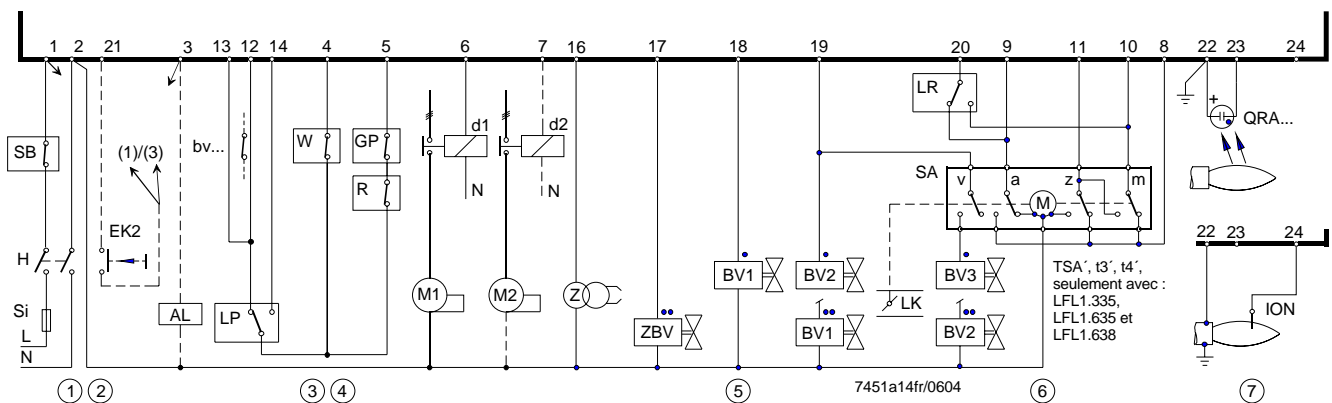 1 2 21 3 13 12 14 4 5 6 7 16 17 18 19 20 9 11 10 8 22 23 24
LR
+
QRA...
SB
(1)/(3)
bv...
W
GP
d1
d2
R
N
N
SA
v
a
z
m
M
EK2
22 23 24
H
BV1
BV2
BV3
TSA´, t3´, t4´,
seulement avec :
LFL1.335,
LFL1.635 et
LFL1.638
M1
M2
Z
LK
ION
Si
AL
LP
L
ZBV
BV1
BV2
N
1 2 3 4 5 7451a14fr/0604 6 7